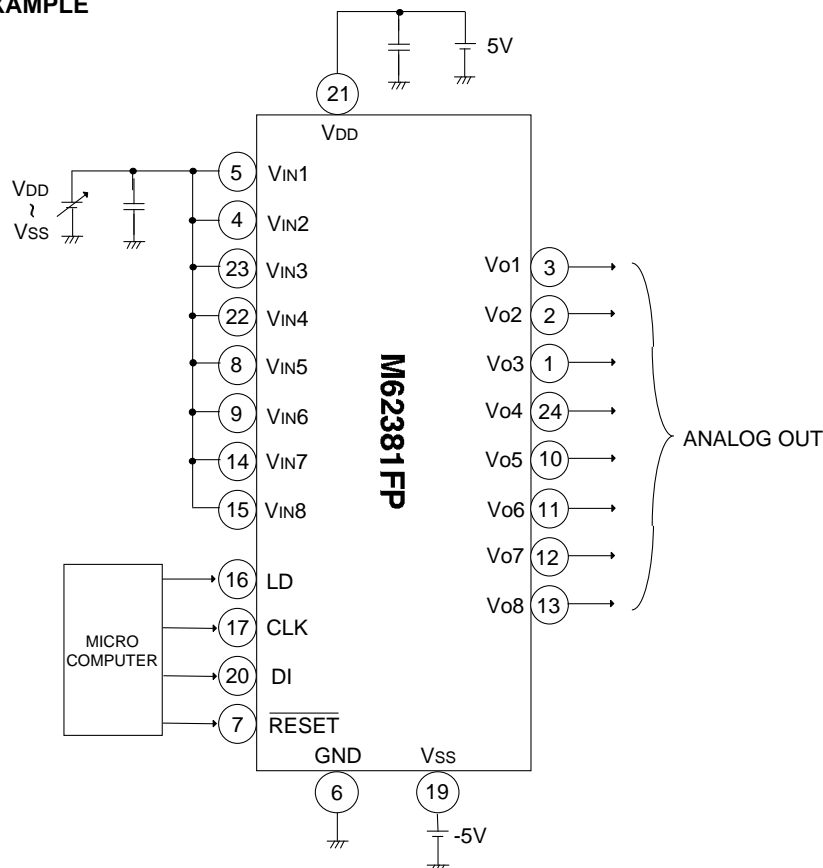 XAMPLE
5V
21
VDD
VDD
~
VSS
5 VIN1
4 VIN2
23 VIN3
22 VIN4
8 VIN5
9 VIN6
14 VIN7
15 VIN8
M62381FP
Vo1 3
Vo2 2
Vo3 1
Vo4 24
Vo5 10
Vo6 11
Vo7 12
Vo8 13
ANALOG OUT
MICRO
COMPUTER
16 LD
17 CLK
20 DI
7 RESET
GND
6
VSS
19
-5V